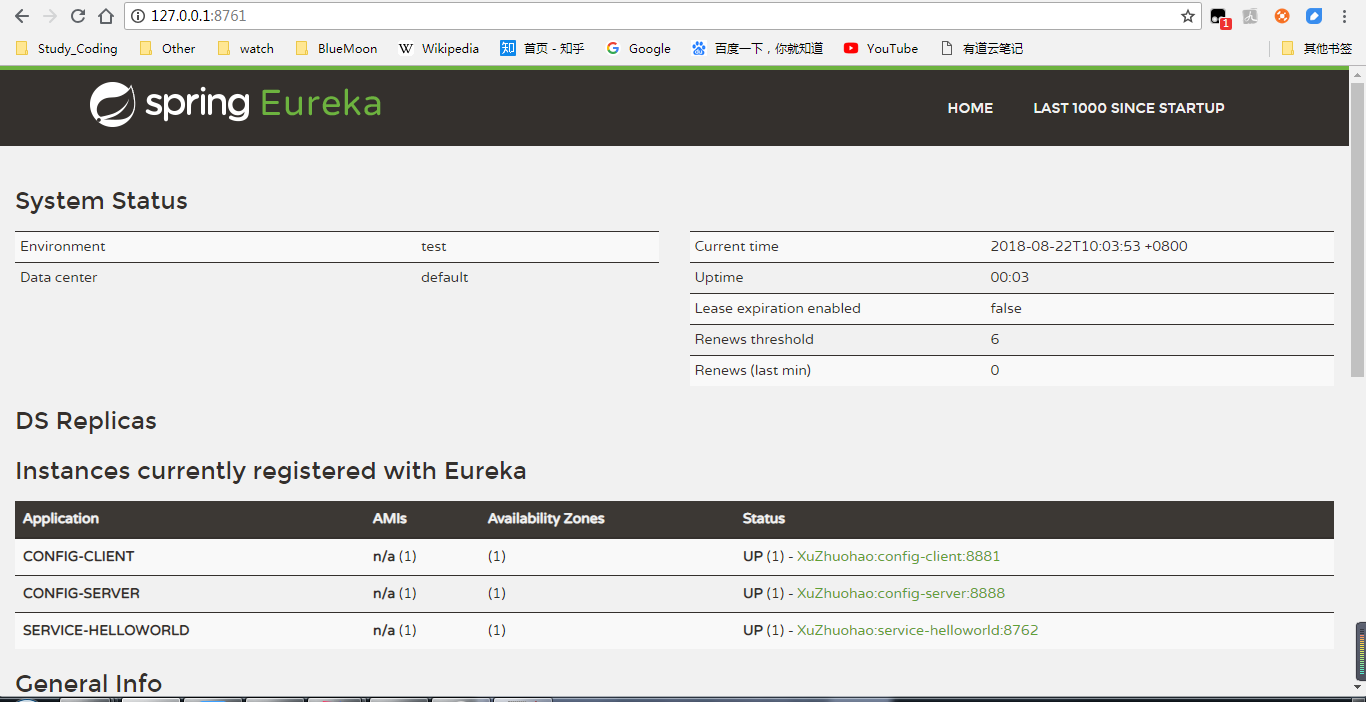 127.0.0.1:8761
1
Study_Coding Other watch BlueMoon W Wikipedia 知 首页 - 知乎 G Google 百度一下，你就知道 YouTube 有道云笔记 其他书签
spring Eureka HOME LAST 1000 SINCE STARTUP
System Status
Environment test Current time 2018-08-22T10:03:53 +0800
Data center default Uptime 00:03
Lease expiration enabled false
Renews threshold 6
Renews (last min) 0
DS Replicas
Instances currently registered with Eureka
Application AMIs Availability Zones Status
CONFIG-CLIENT n/a (1) (1) UP (1) - XuZhuohao:config-client:8881
CONFIG-SERVER n/a (1) (1) UP (1) - XuZhuohao:config-server:8888
SERVICE-HELLOWORLD n/a (1) (1) UP (1) - XuZhuohao:service-helloworld:8762
General Info